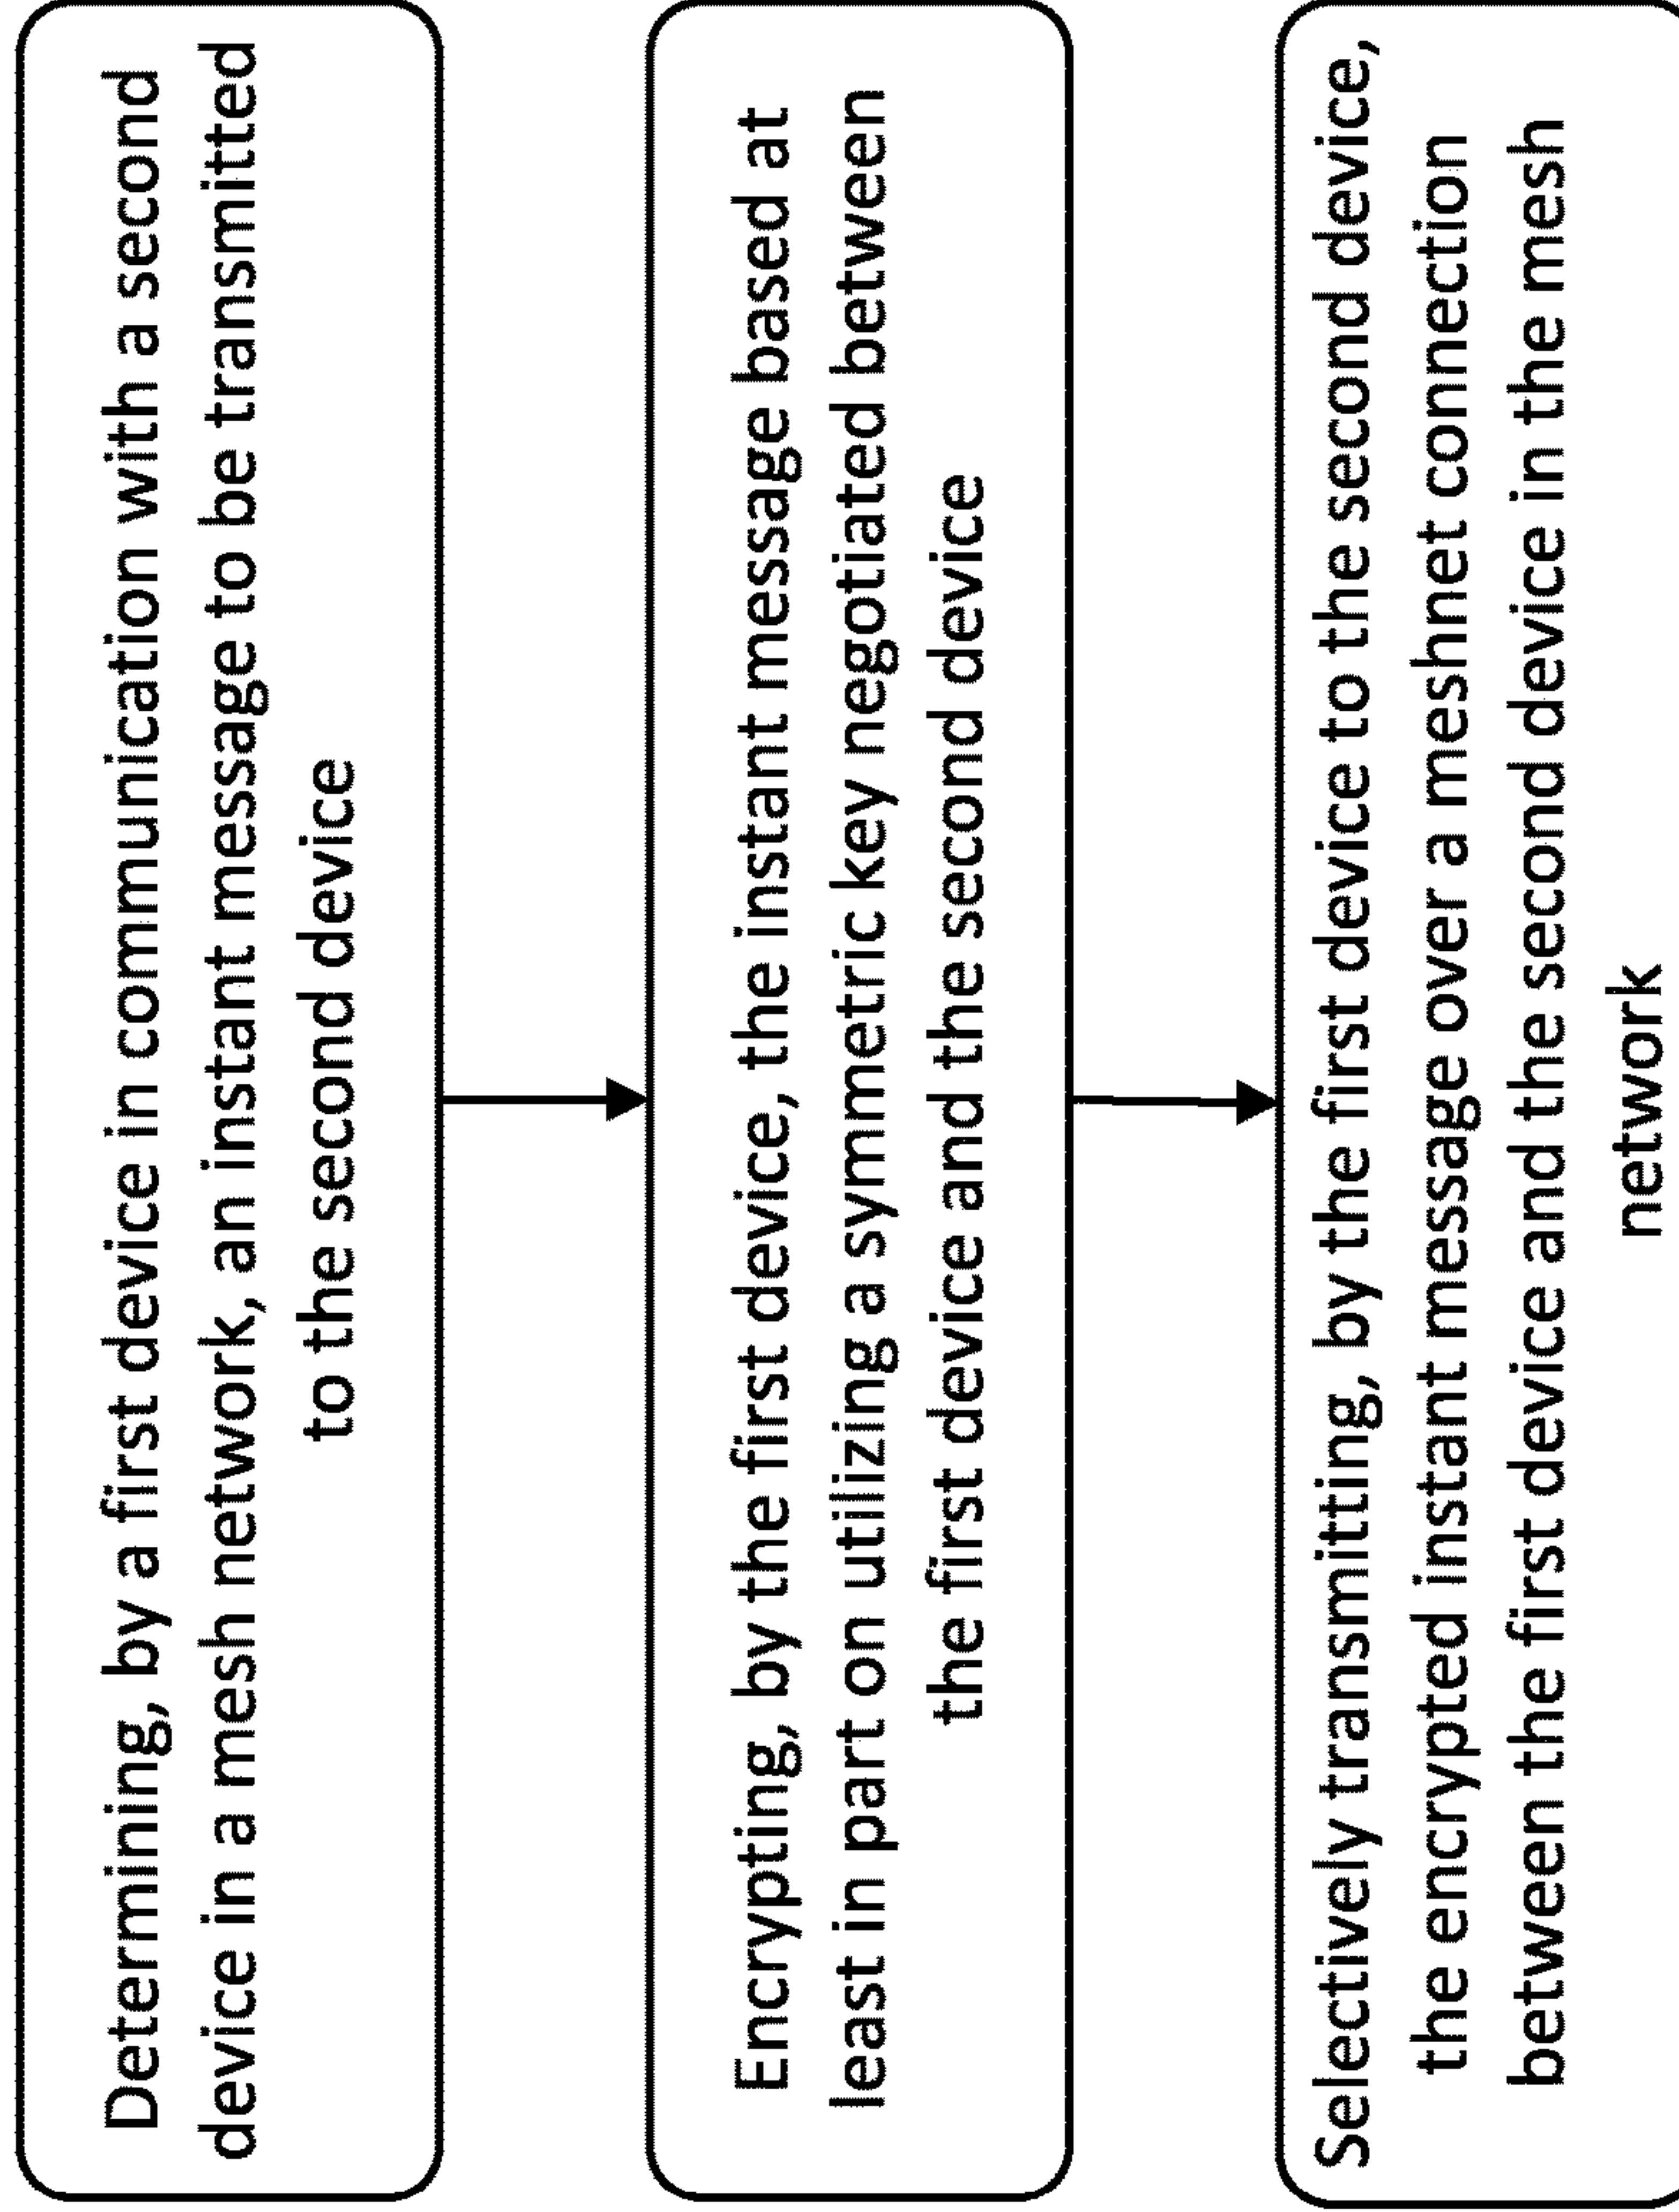 Determining, by a first device in communication with a second
device in a mesh network, an instant message to be transmitted
to the second device
Encrypting, by the first device, the instant message based at
least in part on utilizing a symmetric key negotiated between
the first device and the second device
Selectively transmitting, by the first device to the second device,
the encrypted instant message over a meshnet connection
between the first device and the second device in the mesh
network